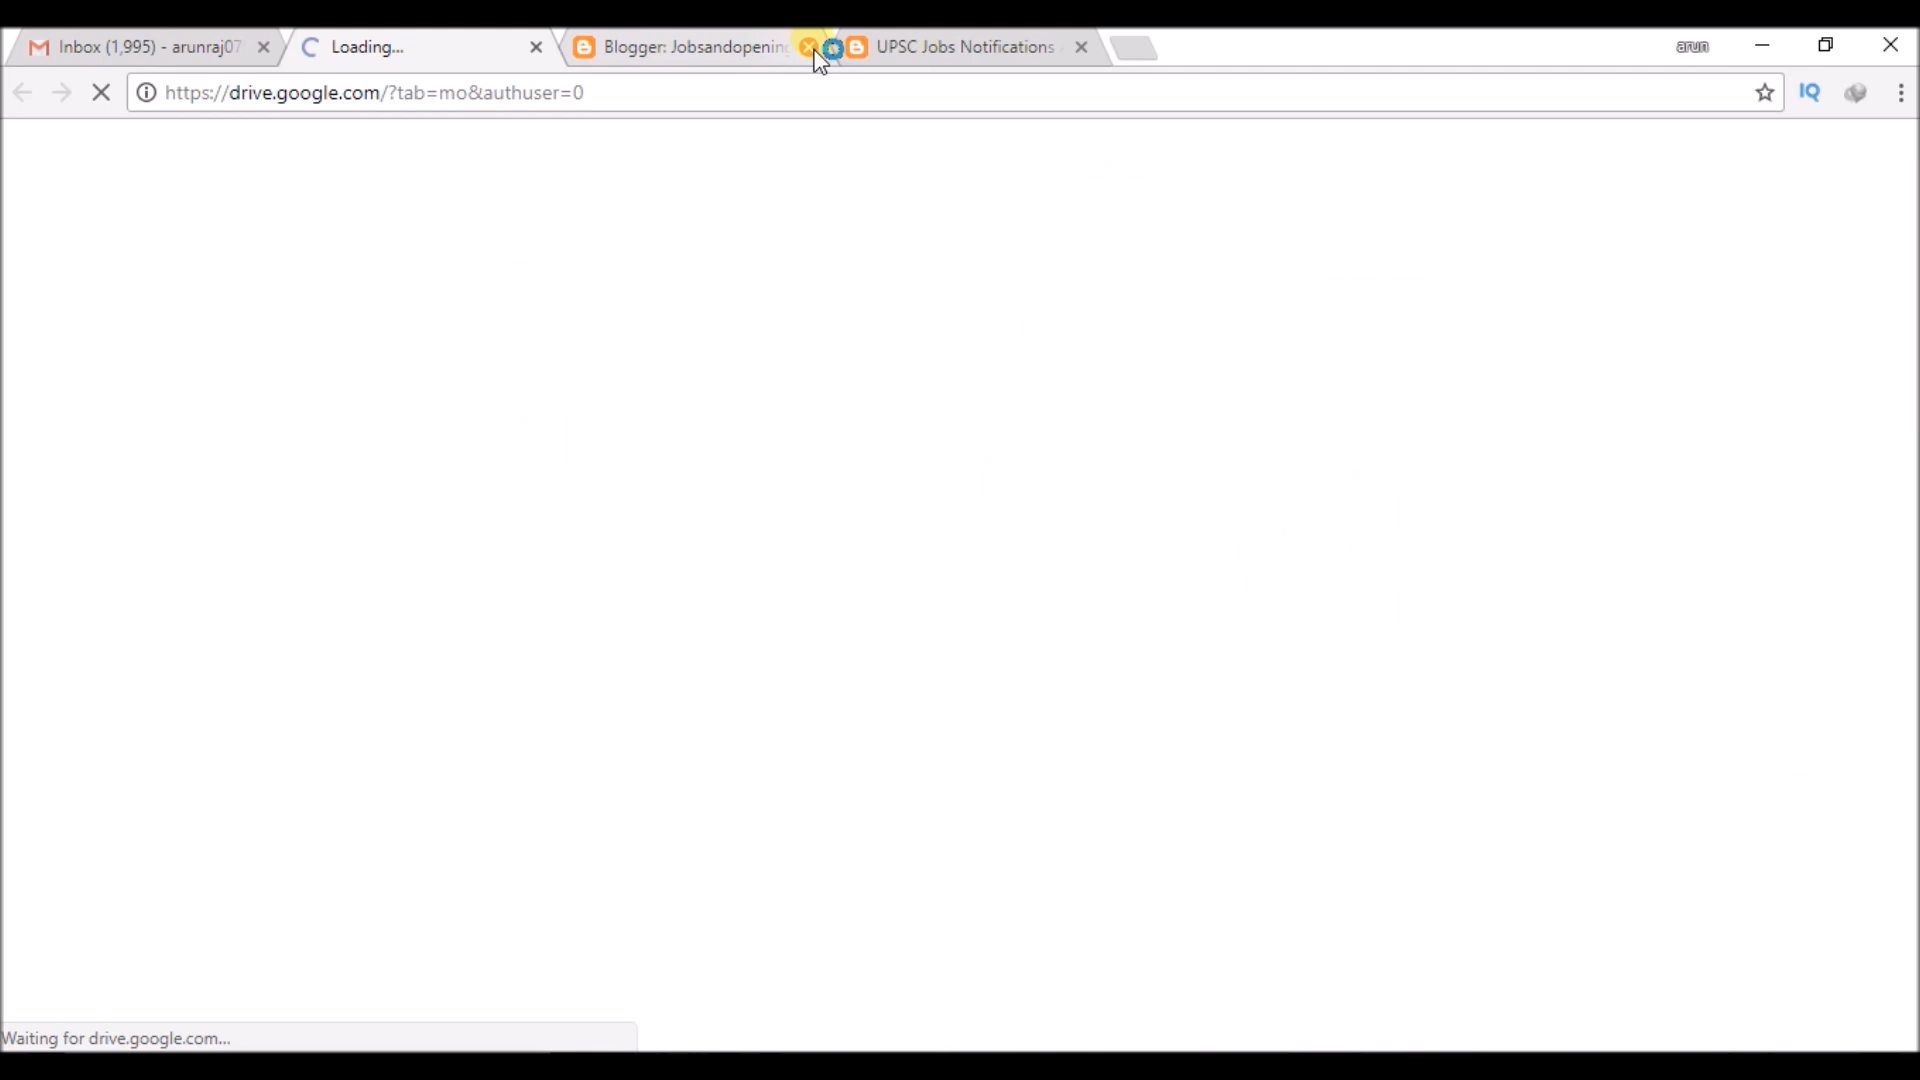 Inbox (1,995) - arunraj07
Loading...
Blogger: Jobsandopenin
UPSC Jobs Notifications
arun
https://drive.google.com/?tab=mo&authuser=0
IQ
Waiting for drive.google.com...